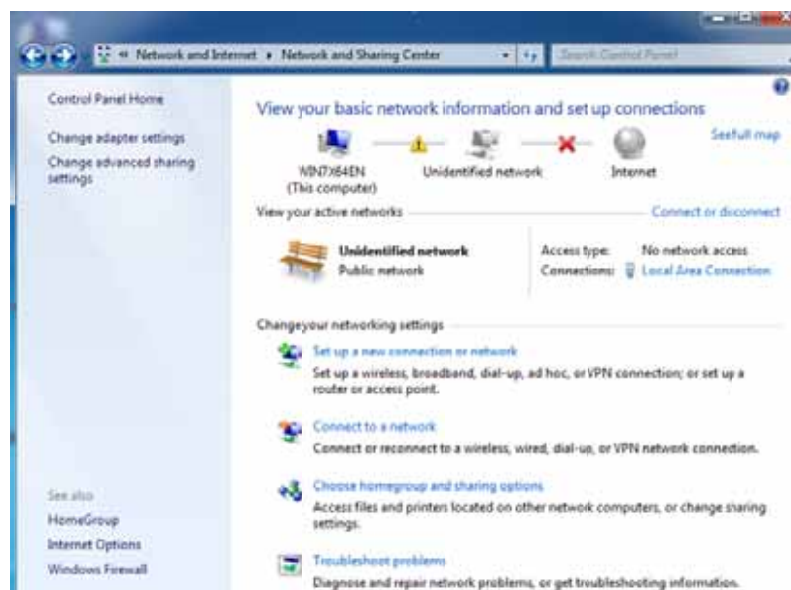 « Network and Internet ▸ Network and Sharing Center
Search Control Panel
Control Panel Home
Change adapter settings
Change advanced sharing
settings
View your basic network information and set up connections
See full map
WIN7X64EN
(This computer)
Unidentified network
Internet
View your active networks
Connect or disconnect
Unidentified network
Public network
Access type: No network access
Connections: Local Area Connection
Change your networking settings
Set up a new connection or network
Set up a wireless, broadband, dial-up, ad hoc, or VPN connection; or set up a
router or access point.
Connect to a network
Connect or reconnect to a wireless, wired, dial-up, or VPN network connection.
Choose homegroup and sharing options
Access files and printers located on other network computers, or change sharing
settings.
Troubleshoot problems
Diagnose and repair network problems, or get troubleshooting information.
See also
HomeGroup
Internet Options
Windows Firewall